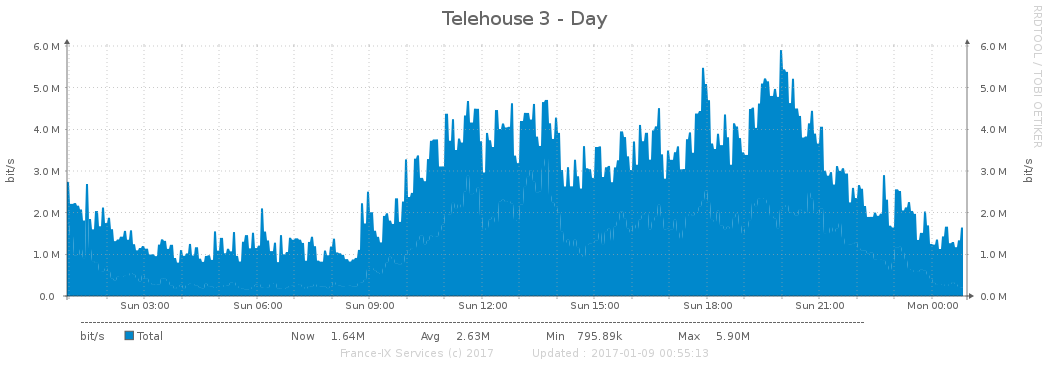 Telehouse 3 - Day
RRDTOOL / TOBI OETIKER
bit/s
bit/s
6.0 M 6.0 M
5.0 M 5.0 M
4.0 M 4.0 M
3.0 M 3.0 M
2.0 M 2.0 M
1.0 M 1.0 M
0.0 0.0 M
Sun 03:00 Sun 06:00 Sun 09:00 Sun 12:00 Sun 15:00 Sun 18:00 Sun 21:00 Mon 00:00
bit/s Total Now 1.64M Avg 2.63M Min 795.89k Max 5.90M
France-IX Services (c) 2017 Updated : 2017-01-09 00:55:13